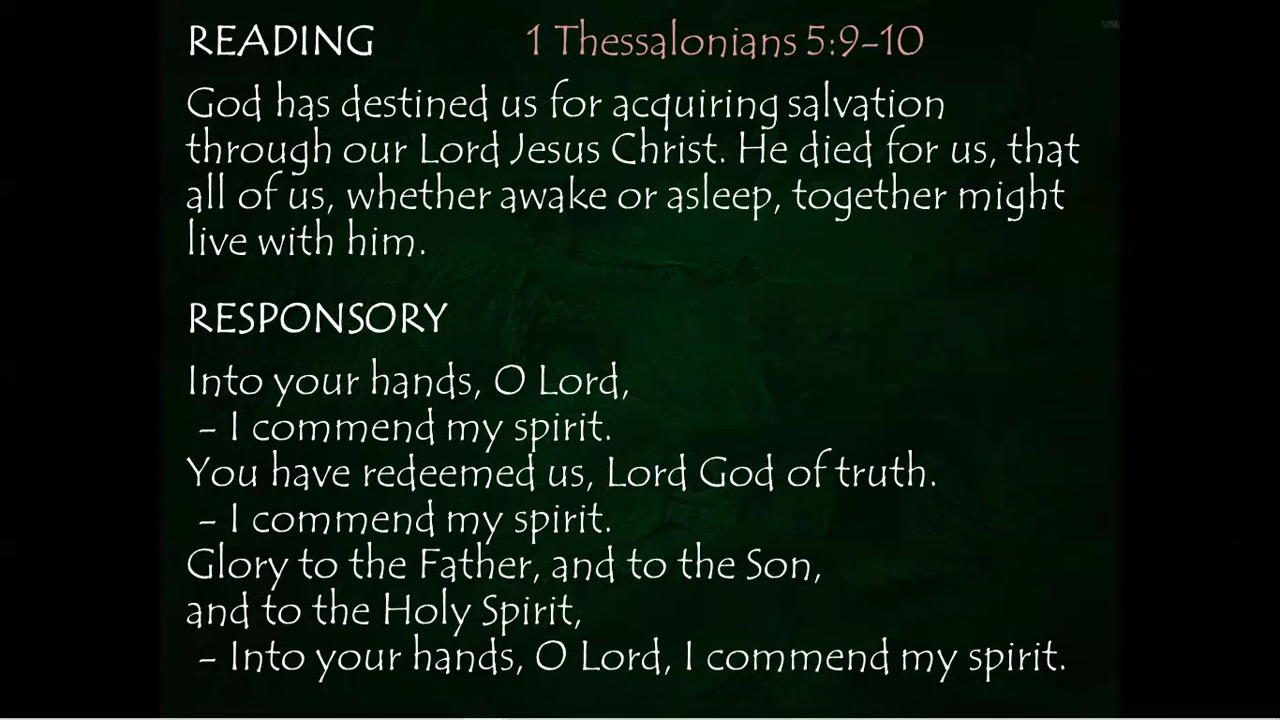 READING 1 Thessalonians 5:9-10
God has destined us for acquiring salvation
through our Lord Jesus Christ. He died for us, that
all of us, whether awake or asleep, together might
live with him.
RESPONSORY
Into your hands, O Lord,
- I commend my spirit.
You have redeemed us, Lord God of truth.
- I commend my spirit.
Glory to the Father, and to the Son,
and to the Holy Spirit,
- Into your hands, O Lord, I commend my spirit.